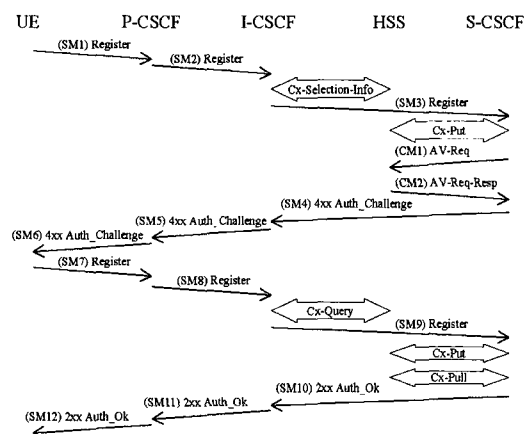 UE P-CSCF I-CSCF HSS S-CSCF
(SM1) Register
(SM2) Register
Cx-Selection-Info
(SM3) Register
Cx-Put
(CM1) AV-Req
(CM2) AV-Req-Resp
(SM4) 4xx Auth_Challenge
(SM5) 4xx Auth_Challenge
(SM6) 4xx Auth_Challenge
(SM7) Register
(SM8) Register
Cx-Query
(SM9) Register
Cx-Put
Cx-Pull
(SM10) 2xx Auth_Ok
(SM11) 2xx Auth_Ok
(SM12) 2xx Auth_Ok